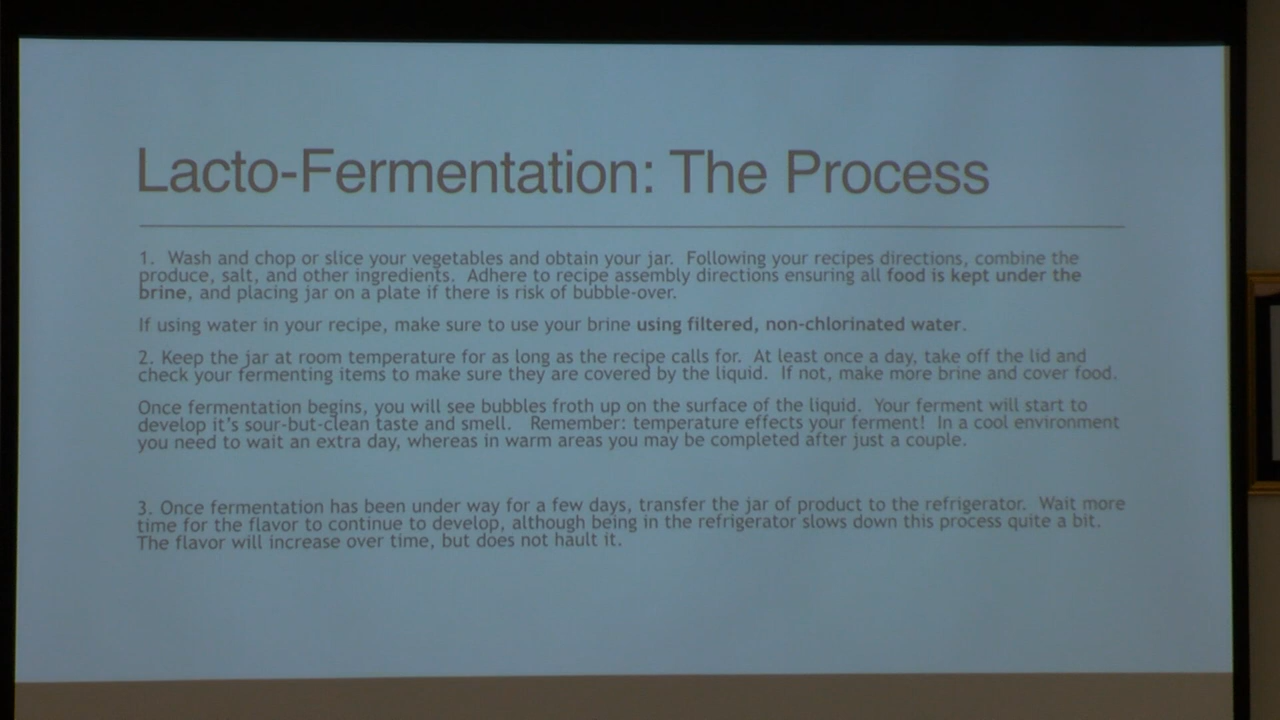 Lacto-Fermentation: The Process
1. Wash and chop or slice your vegetables and obtain your jar. Following your recipes directions, combine the
produce, salt, and other ingredients. Adhere to recipe assembly directions ensuring all food is kept under the
brine, and placing jar on a plate if there is risk of bubble-over.
If using water in your recipe, make sure to use your brine using filtered, non-chlorinated water.
2. Keep the jar at room temperature for as long as the recipe calls for. At least once a day, take off the lid and
check your fermenting items to make sure they are covered by the liquid. If not, make more brine and cover food.
Once fermentation begins, you will see bubbles froth up on the surface of the liquid. Your ferment will start to
develop it's sour-but-clean taste and smell. Remember: temperature effects your ferment! In a cool environment
you need to wait an extra day, whereas in warm areas you may be completed after just a couple.
3. Once fermentation has been under way for a few days, transfer the jar of product to the refrigerator. Wait more
time for the flavor to continue to develop, although being in the refrigerator slows down this process quite a bit.
The flavor will increase over time, but does not hault it.